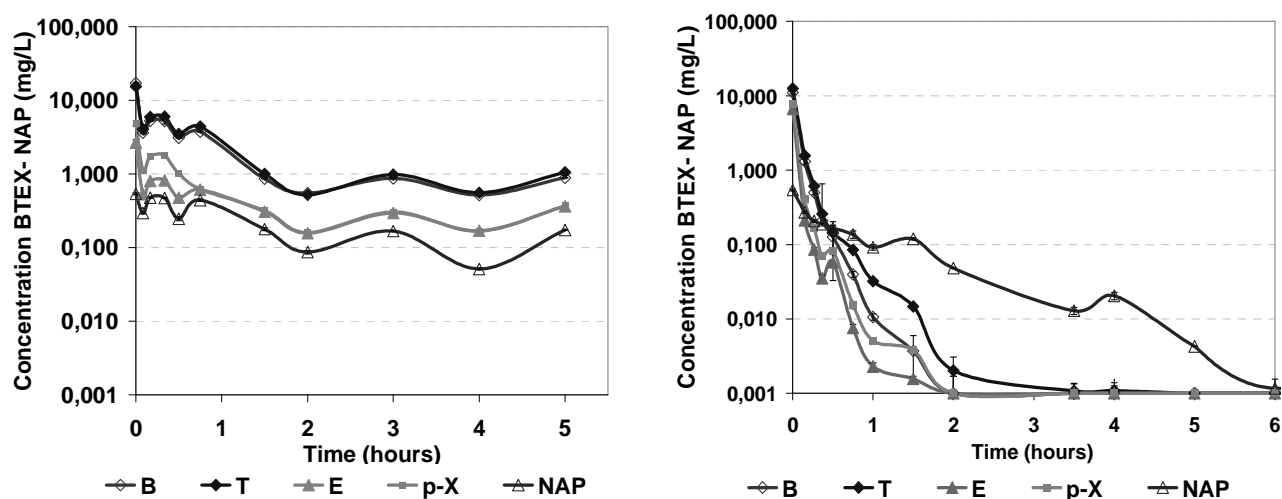 Concentration BTEX- NAP (mg/L)
100,000
10,000
1,000
0,100
0,010
0,001
0 1 2 3 4 5
Time (hours)
B T E p-X NAP
Concentration BTEX- NAP (mg/L)
100,000
10,000
1,000
0,100
0,010
0,001
0 1 2 3 4 5 6
Time (hours)
B T E p-X NAP